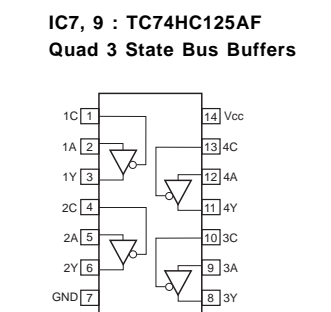 IC7, 9 : TC74HC125AF
Quad 3 State Bus Buffers
1C 1 14 Vcc
1A 2 13 4C
1Y 3 12 4A
2C 4 11 4Y
2A 5 10 3C
2Y 6 9 3A
GND 7 8 3Y